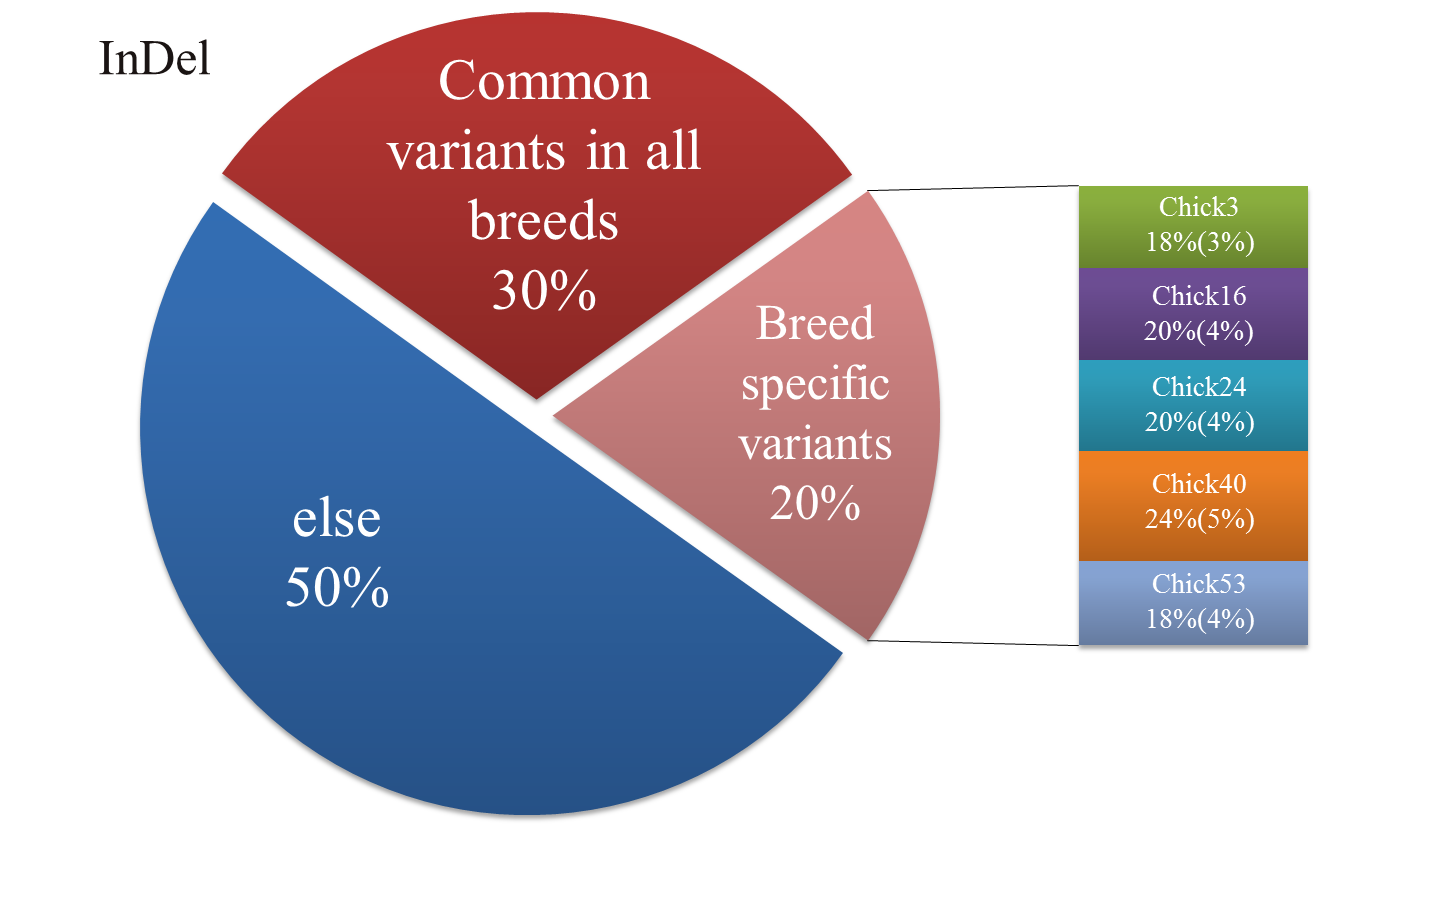 InDel
Common
variants in all
breeds
30%
Breed
specific
variants
20%
else
50%
Chick3
18%(3%)
Chick16
20%(4%)
Chick24
20%(4%)
Chick40
24%(5%)
Chick53
18%(4%)